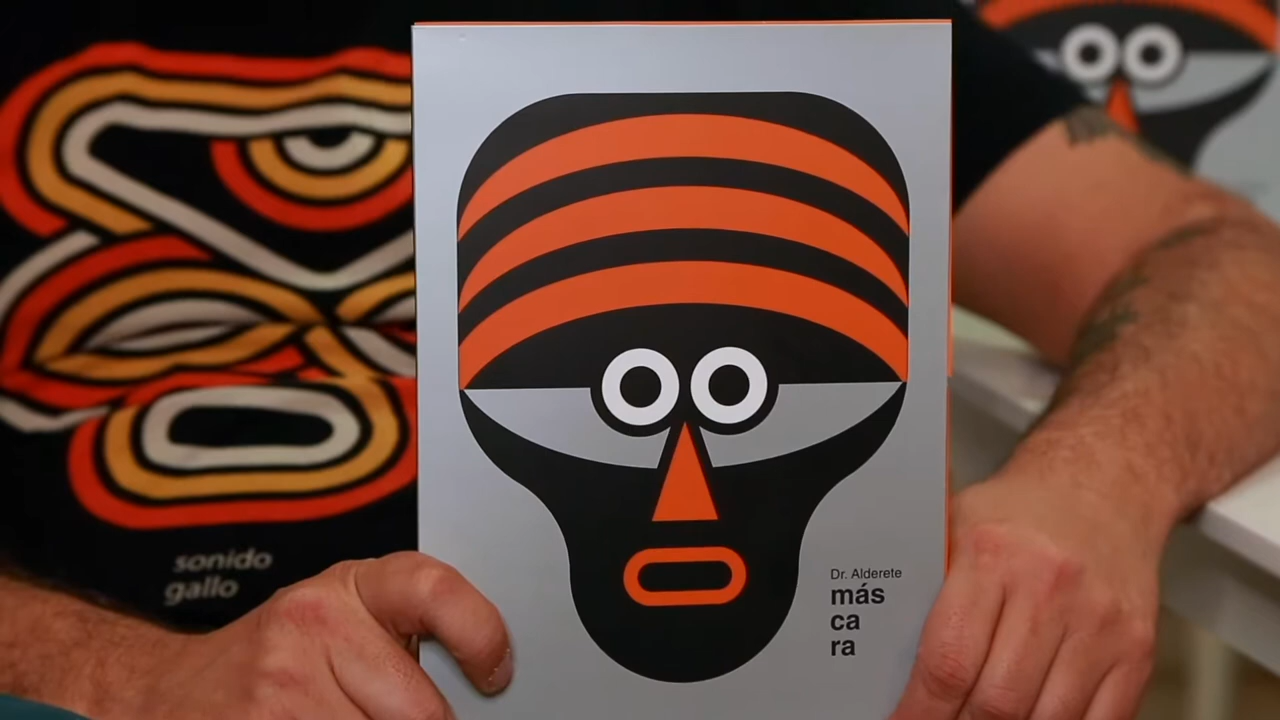 sonido
gallo
Dr. Alderete
más
ca
ra